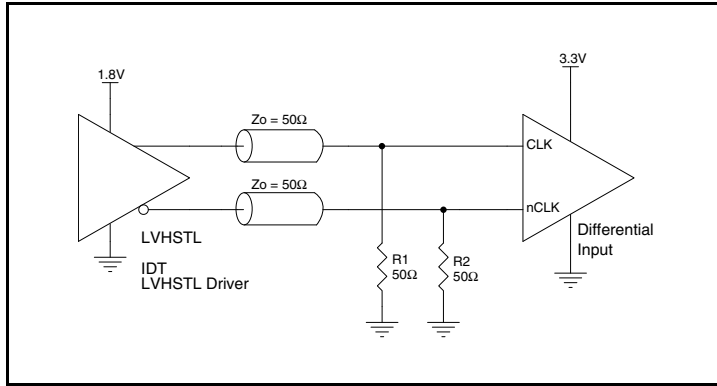 1.8V
3.3V
Zo = 50Ω
CLK
Zo = 50Ω
nCLK
LVHSTL
IDT
LVHSTL Driver
Differential
Input
R1
50Ω
R2
50Ω